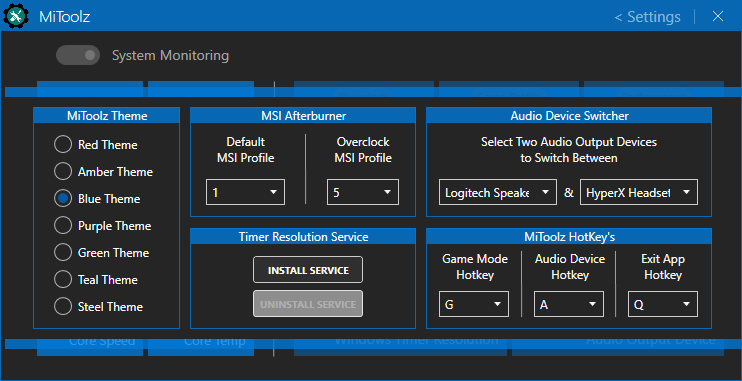 MiToolz
< Settings
System Monitoring
MiToolz Theme
Red Theme
Amber Theme
Blue Theme
Purple Theme
Green Theme
Teal Theme
Steel Theme
MSI Afterburner
Default
MSI Profile
1
Overclock
MSI Profile
5
Audio Device Switcher
Select Two Audio Output Devices
to Switch Between
Logitech Speake
&
HyperX Headset
Timer Resolution Service
INSTALL SERVICE
UNINSTALL SERVICE
MiToolz HotKey's
Game Mode
Hotkey
G
Audio Device
Hotkey
A
Exit App
Hotkey
Q
Core Speed
Core Temp
Windows Timer Resolution
Audio Output Device